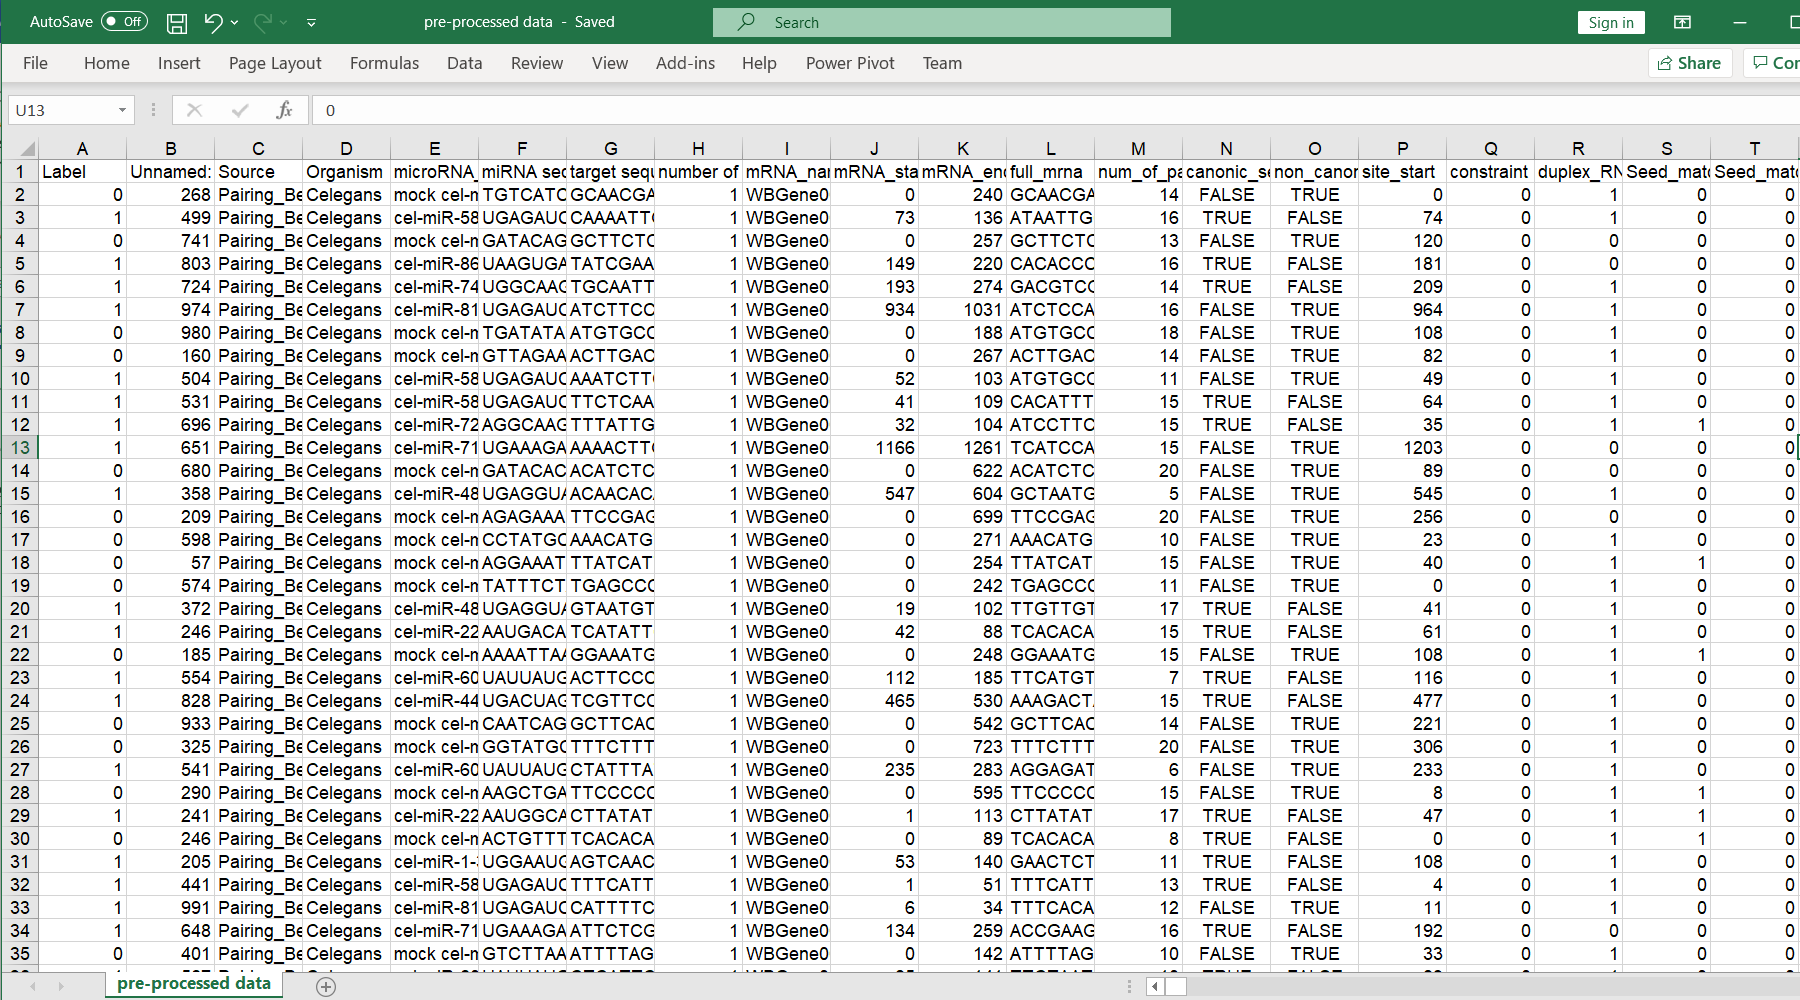 AutoSave Off pre-processed data - Saved Search Sign in
File Home Insert Page Layout Formulas Data Review View Add-ins Help Power Pivot Team Share Con
U13 fx 0
A B C D E F G H I J K L M N O P Q R S T
1 Label Unnamed: Source Organism microRNA_ miRNA sec target sequ number of mRNA_nar mRNA_sta mRNA_enc full_mrna num_of_pa canonic_se non_canor site_start constraint duplex_RN Seed_matc Seed_matc
2 0 268 Pairing_Be Celegans mock cel-m TGTCATC GCAACGA 1 WBGene0 0 240 GCAACGA 14 FALSE TRUE 0 0 1 0 0
3 1 499 Pairing_Be Celegans cel-miR-58 UGAGAUC CAAAATT 1 WBGene0 73 136 ATAATTG 16 TRUE FALSE 74 0 1 0 0
4 0 741 Pairing_Be Celegans mock cel-m GATACAG GCTTCTC 1 WBGene0 0 257 GCTTCTC 13 FALSE TRUE 120 0 0 0 0
5 1 803 Pairing_Be Celegans cel-miR-86 UAAGUGA TATCGAA 1 WBGene0 149 220 CACACCC 16 TRUE FALSE 181 0 0 0 0
6 1 724 Pairing_Be Celegans cel-miR-74 UGGCAAG TGCAATT 1 WBGene0 193 274 GACGTCC 14 TRUE FALSE 209 0 1 0 0
7 1 974 Pairing_Be Celegans cel-miR-81 UGAGAUC ATCTTCC 1 WBGene0 934 1031 ATCTCCA 16 FALSE TRUE 964 0 1 0 0
8 0 980 Pairing_Be Celegans mock cel-m TGATATA ATGTGCC 1 WBGene0 0 188 ATGTGCC 18 FALSE TRUE 108 0 1 0 0
9 0 160 Pairing_Be Celegans mock cel-m GTTAGAA ACTTGAC 1 WBGene0 0 267 ACTTGAC 14 FALSE TRUE 82 0 1 0 0
10 1 504 Pairing_Be Celegans cel-miR-58 UGAGAUC AAATCTT 1 WBGene0 52 103 ATGTGCC 11 FALSE TRUE 49 0 1 0 0
11 1 531 Pairing_Be Celegans cel-miR-58 UGAGAUC TTCTCAA 1 WBGene0 41 109 CACATTT 15 TRUE FALSE 64 0 1 0 0
12 1 696 Pairing_Be Celegans cel-miR-72 AGGCAAG TTTATTG 1 WBGene0 32 104 ATCCTTC 15 TRUE FALSE 35 0 1 1 0
13 1 651 Pairing_Be Celegans cel-miR-71 UGAAAGA AAAACTT 1 WBGene0 1166 1261 TCATCCA 15 FALSE TRUE 1203 0 0 0 0
14 0 680 Pairing_Be Celegans mock cel-m GATACAC ACATCTC 1 WBGene0 0 622 ACATCTC 20 FALSE TRUE 89 0 0 0 0
15 1 358 Pairing_Be Celegans cel-miR-48 UGAGGUA ACAACAC 1 WBGene0 547 604 GCTAATG 5 FALSE TRUE 545 0 1 0 0
16 0 209 Pairing_Be Celegans mock cel-m AGAGAAA TTCCGAG 1 WBGene0 0 699 TTCCGAG 20 FALSE TRUE 256 0 0 0 0
17 0 598 Pairing_Be Celegans mock cel-m CCTATGC AAACATG 1 WBGene0 0 271 AAACATG 10 FALSE TRUE 23 0 1 0 0
18 0 57 Pairing_Be Celegans mock cel-m AGGAAAT TTATCAT 1 WBGene0 0 254 TTATCAT 15 FALSE TRUE 40 0 1 1 0
19 0 574 Pairing_Be Celegans mock cel-m TATTTCT TGAGCCC 1 WBGene0 0 242 TGAGCCC 11 FALSE TRUE 0 0 1 0 0
20 1 372 Pairing_Be Celegans cel-miR-48 UGAGGUA GTAATGT 1 WBGene0 19 102 TTGTTGT 17 TRUE FALSE 41 0 1 0 0
21 1 246 Pairing_Be Celegans cel-miR-22 AAUGACA TCATATT 1 WBGene0 42 88 TCACACA 15 TRUE FALSE 61 0 1 0 0
22 0 185 Pairing_Be Celegans mock cel-m AAAATTA GGAAATG 1 WBGene0 0 248 GGAAATG 15 FALSE TRUE 108 0 1 1 0
23 1 554 Pairing_Be Celegans cel-miR-60 UAUUAUG ACTTCCC 1 WBGene0 112 185 TTCATGT 7 FALSE TRUE 116 0 1 0 0
24 1 828 Pairing_Be Celegans cel-miR-44 UGACUAG TCGTTCC 1 WBGene0 465 530 AAAGACT 15 TRUE FALSE 477 0 1 0 0
25 0 933 Pairing_Be Celegans mock cel-m CAATCAG GCTTCAC 1 WBGene0 0 542 GCTTCAC 14 FALSE TRUE 221 0 1 0 0
26 0 325 Pairing_Be Celegans mock cel-m GGTATGC TTTCTTT 1 WBGene0 0 723 TTTCTTT 20 FALSE TRUE 306 0 1 0 0
27 1 541 Pairing_Be Celegans cel-miR-60 UAUUAUG CTATTTA 1 WBGene0 235 283 AGGAGAT 6 FALSE TRUE 233 0 1 0 0
28 0 290 Pairing_Be Celegans mock cel-m AAGCTGA TTCCCCC 1 WBGene0 0 595 TTCCCCC 15 FALSE TRUE 8 0 1 1 0
29 1 241 Pairing_Be Celegans cel-miR-22 AAUGGCA CTTATAT 1 WBGene0 1 113 CTTATAT 17 TRUE FALSE 47 0 1 1 0
30 0 246 Pairing_Be Celegans mock cel-m ACTGTTT TCACACA 1 WBGene0 0 89 TCACACA 8 TRUE FALSE 0 0 1 1 0
31 1 205 Pairing_Be Celegans cel-miR-1- UGGAAUG AGTCAAC 1 WBGene0 53 140 GAACTCT 11 TRUE FALSE 108 0 1 0 0
32 1 441 Pairing_Be Celegans cel-miR-58 UGAGAUC TTTCATT 1 WBGene0 1 51 TTTCATT 13 TRUE FALSE 4 0 1 0 0
33 1 991 Pairing_Be Celegans cel-miR-81 UGAGAUC CATTTTC 1 WBGene0 6 34 TTTCACA 12 FALSE TRUE 11 0 1 0 0
34 1 648 Pairing_Be Celegans cel-miR-71 UGAAAGA ATTCTCG 1 WBGene0 134 259 ACCGAAG 16 TRUE FALSE 192 0 0 0 0
35 0 401 Pairing_Be Celegans mock cel-m GTCTTAA ATTTTAG 1 WBGene0 0 142 ATTTTAG 10 FALSE TRUE 33 0 1 0 0
pre-processed data